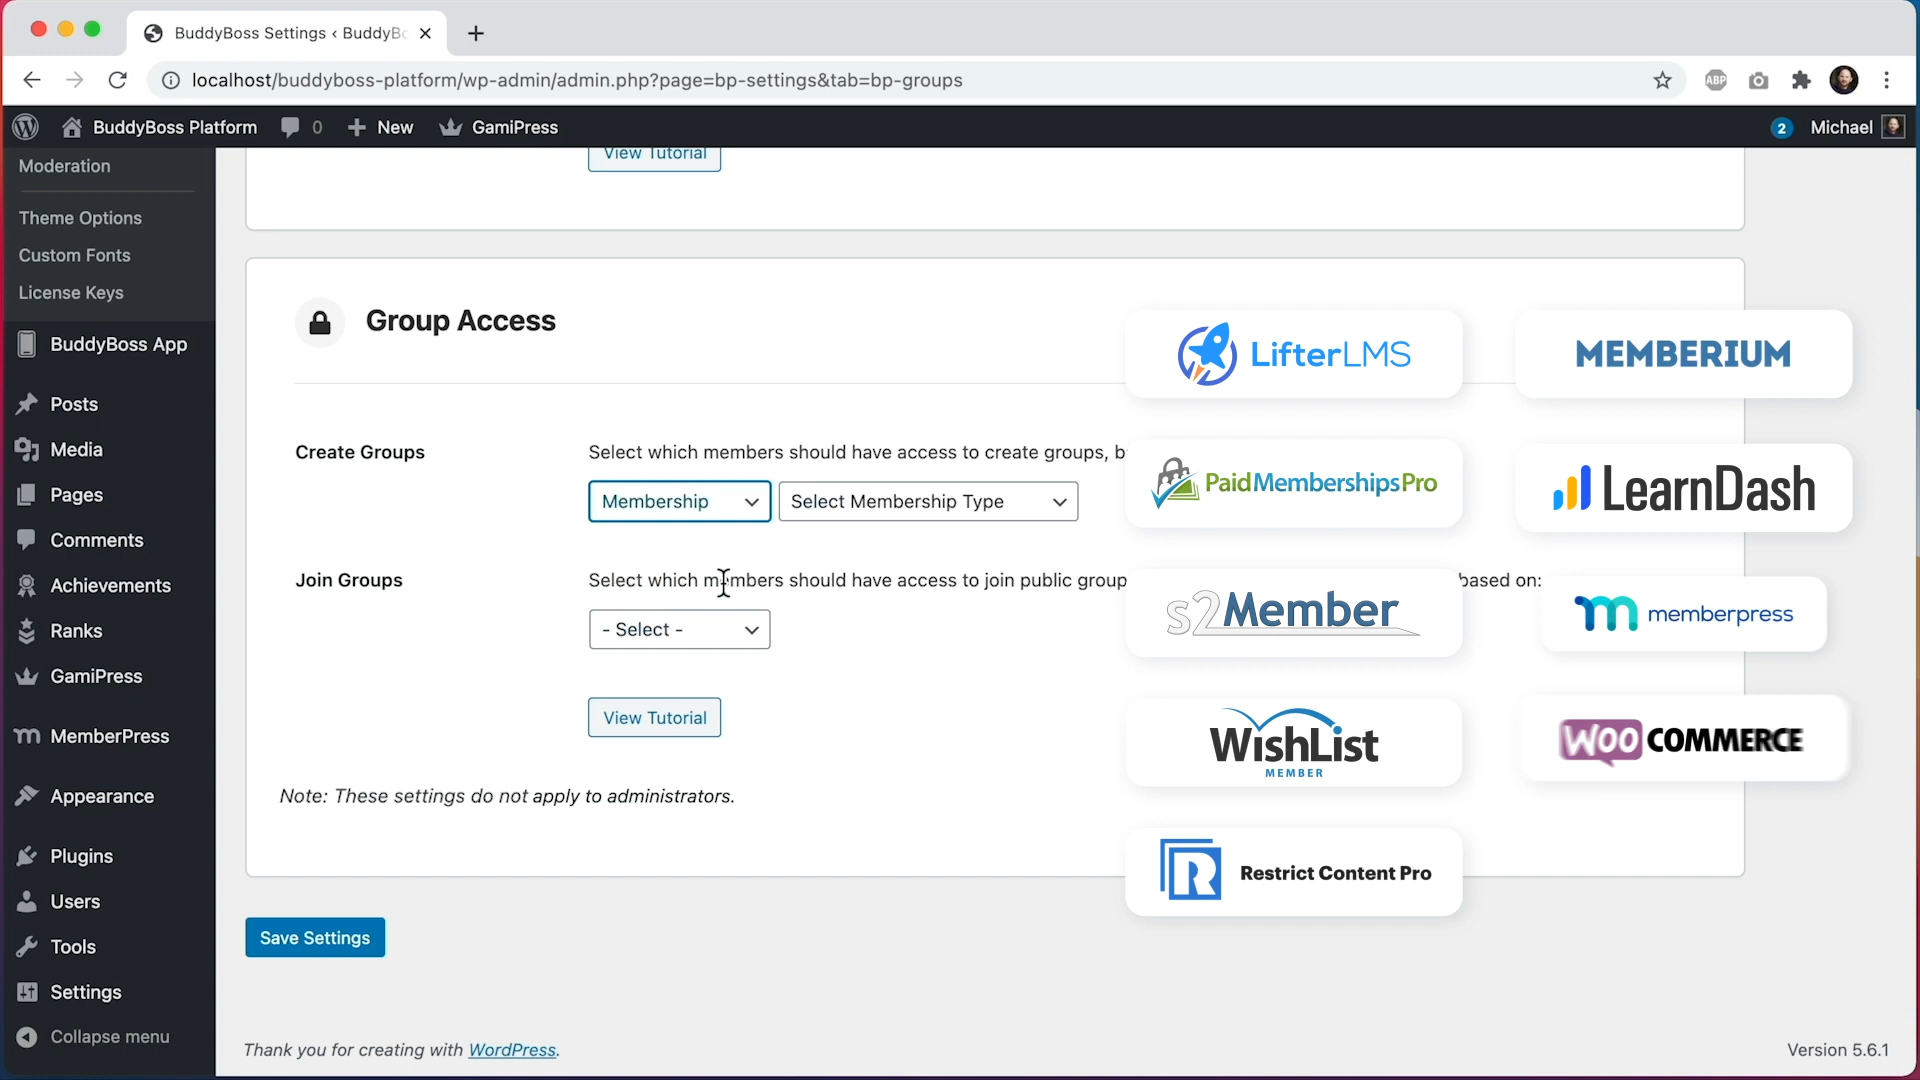 BuddyBoss Settings ‹ BuddyBo
localhost/buddyboss-platform/wp-admin/admin.php?page=bp-settings&tab=bp-groups
ABP
BuddyBoss Platform
0
New
GamiPress
2
Michael
Moderation
Theme Options
Custom Fonts
License Keys
BuddyBoss App
Posts
Media
Pages
Comments
Achievements
Ranks
GamiPress
MemberPress
Appearance
Plugins
Users
Tools
Settings
Collapse menu
View Tutorial
Group Access
Create Groups
Select which members should have access to create groups, b
Membership
Select Membership Type
Join Groups
Select which members should have access to join public group
based on:
- Select -
View Tutorial
Note: These settings do not apply to administrators.
LifterLMS
MEMBERIUM
PaidMembershipsPro
LearnDash
s2Member
memberpress
WishList
MEMBER
WOO COMMERCE
R
Restrict Content Pro
Save Settings
Thank you for creating with WordPress.
Version 5.6.1